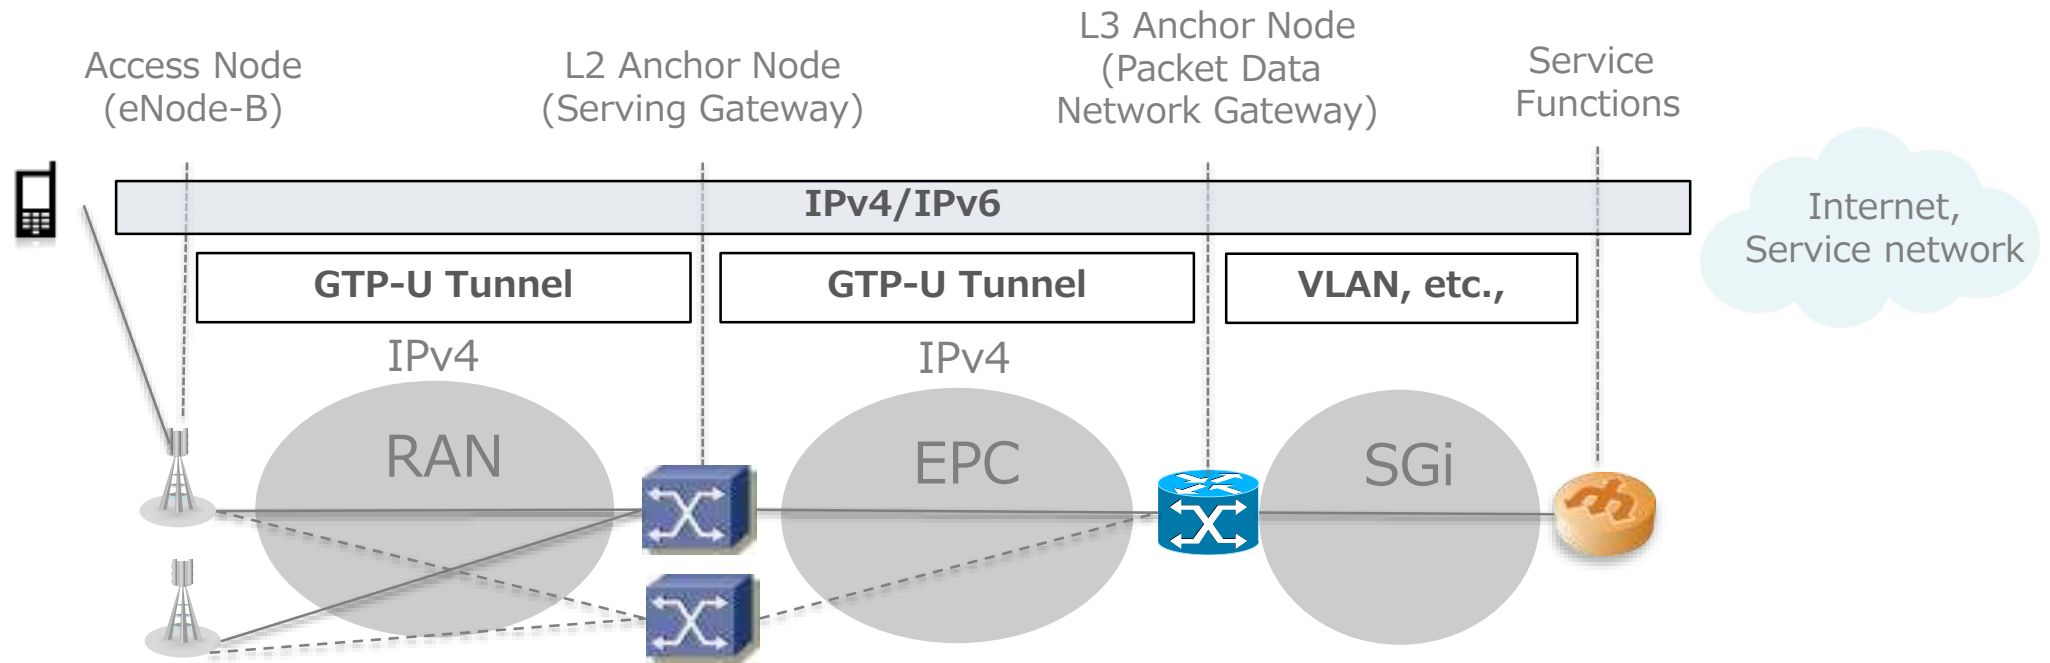 Access Node
(eNode-B)
L2 Anchor Node
(Serving Gateway)
L3 Anchor Node
(Packet Data
Network Gateway)
Service
Functions
IPv4/IPv6
Internet,
Service network
GTP-U Tunnel
GTP-U Tunnel
VLAN, etc.,
IPv4
IPv4
RAN
EPC
SGi